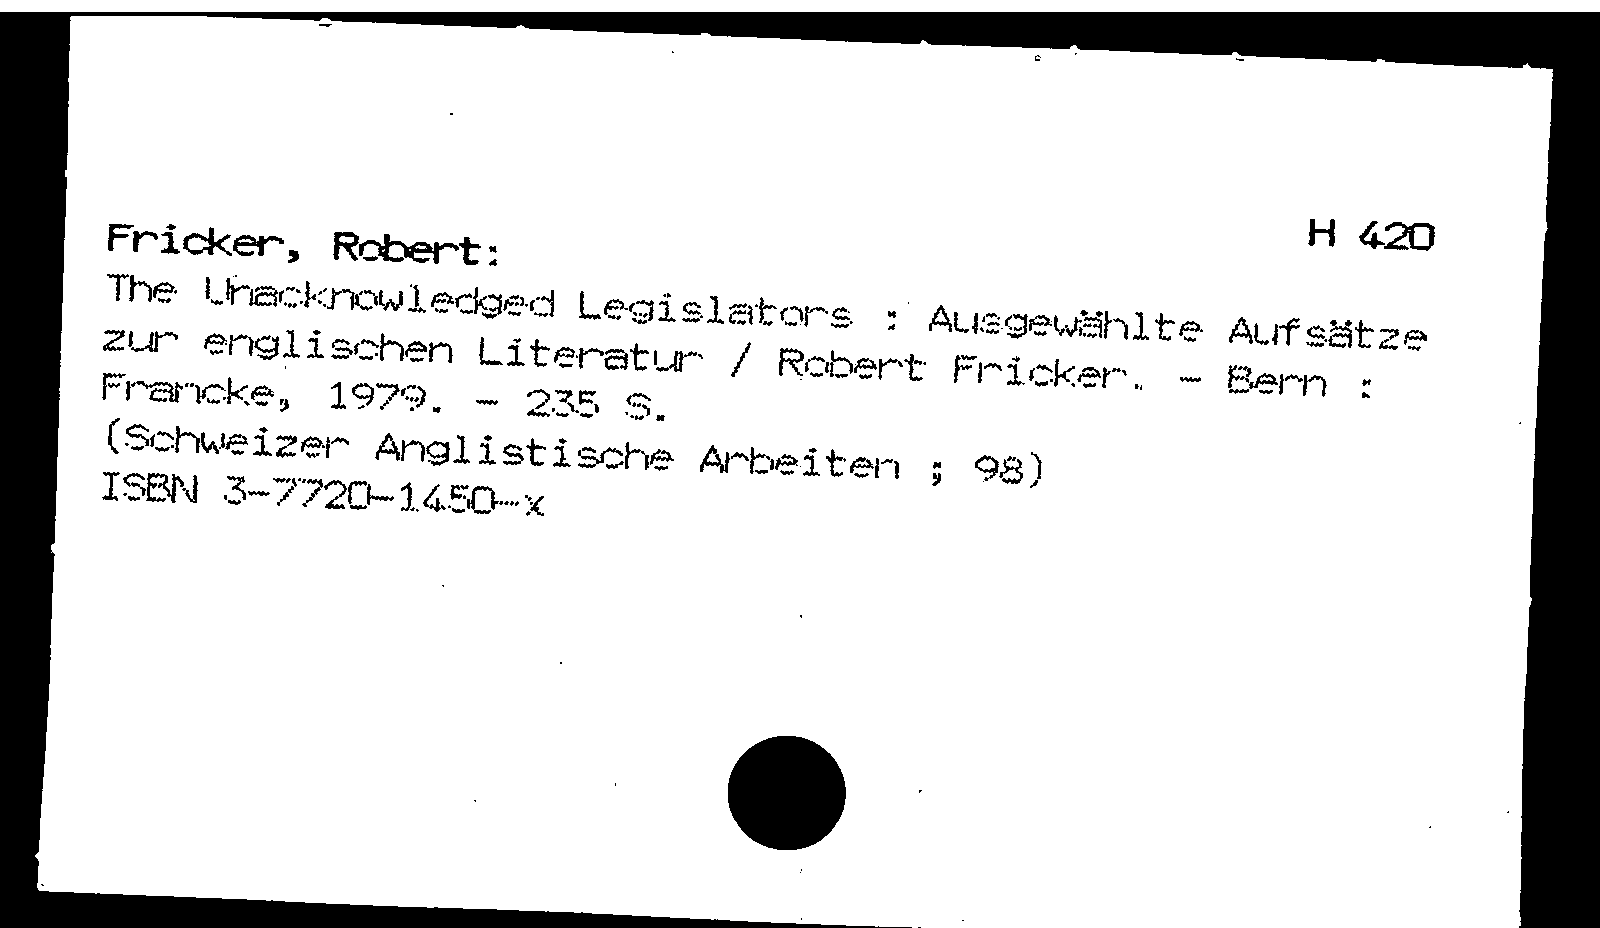 Fricker, Robert: H 420
The Unacknowledged Legislators : Ausgewählte Aufsätze
zur englischen Literatur / Robert Fricker. - Bern :
Francke, 1979. - 235 S.
(Schweizer Anglistische Arbeiten ; 98)
ISBN 3-7720-1450-x